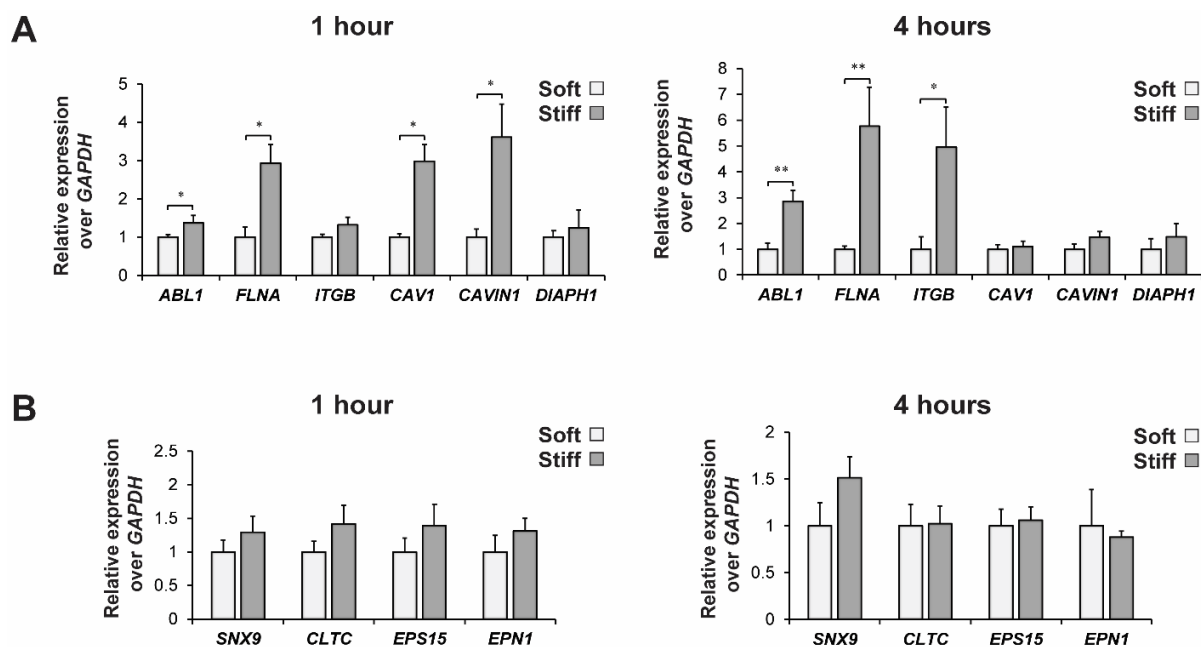 A
1 hour
4 hours
Relative expression
over GAPDH
5
4
3
2
1
0
*
*
*
*
Soft
Stiff
ABL1 FLNA ITGB CAV1 CAVIN1 DIAPH1
Relative expression
over GAPDH
8
7
6
5
4
3
2
1
0
**
**
*
Soft
Stiff
ABL1 FLNA ITGB CAV1 CAVIN1 DIAPH1
B
1 hour
4 hours
Relative expression
over GAPDH
2.5
2
1.5
1
0.5
0
Soft
Stiff
SNX9 CLTC EPS15 EPN1
Relative expression
over GAPDH
2
1.5
1
0.5
0
Soft
Stiff
SNX9 CLTC EPS15 EPN1